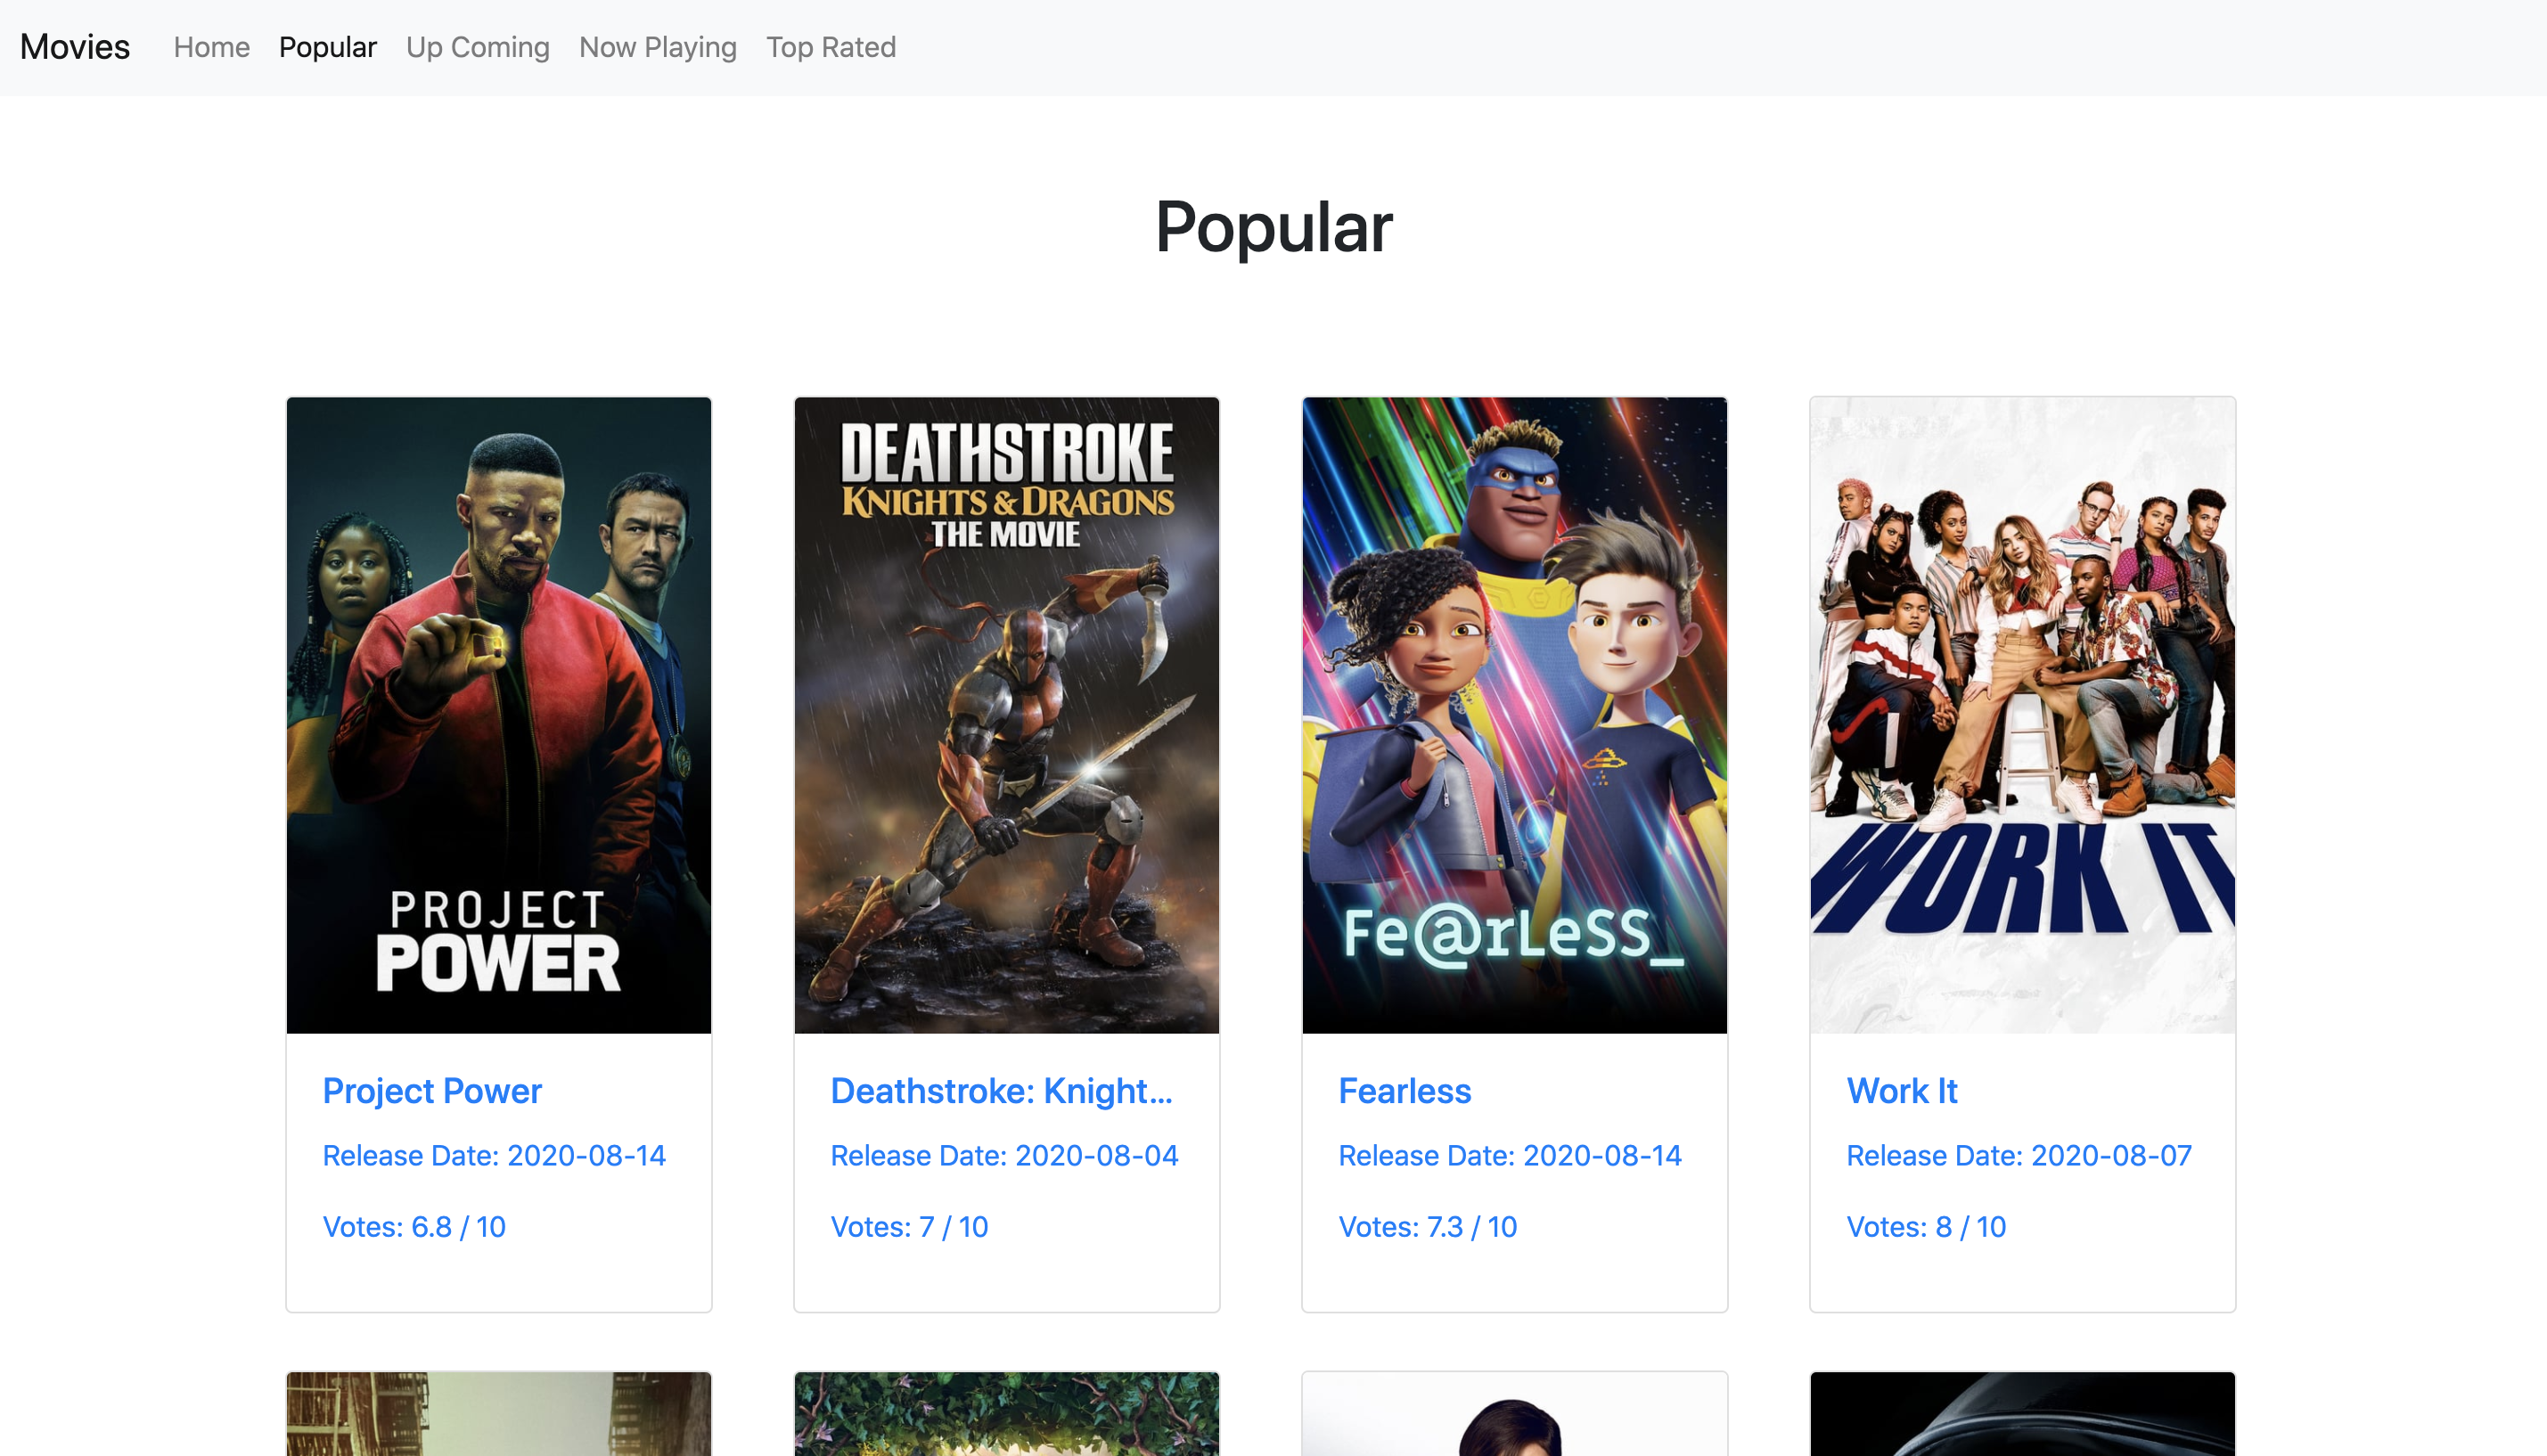 Movies Home Popular Up Coming Now Playing Top Rated
Popular
PROJECT
POWER
DEATHSTROKE
KNIGHTS & DRAGONS
THE MOVIE
Fe@rLeSS_
WORK IT
Project Power
Release Date: 2020-08-14
Votes: 6.8 / 10
Deathstroke: Knight...
Release Date: 2020-08-04
Votes: 7 / 10
Fearless
Release Date: 2020-08-14
Votes: 7.3 / 10
Work It
Release Date: 2020-08-07
Votes: 8 / 10